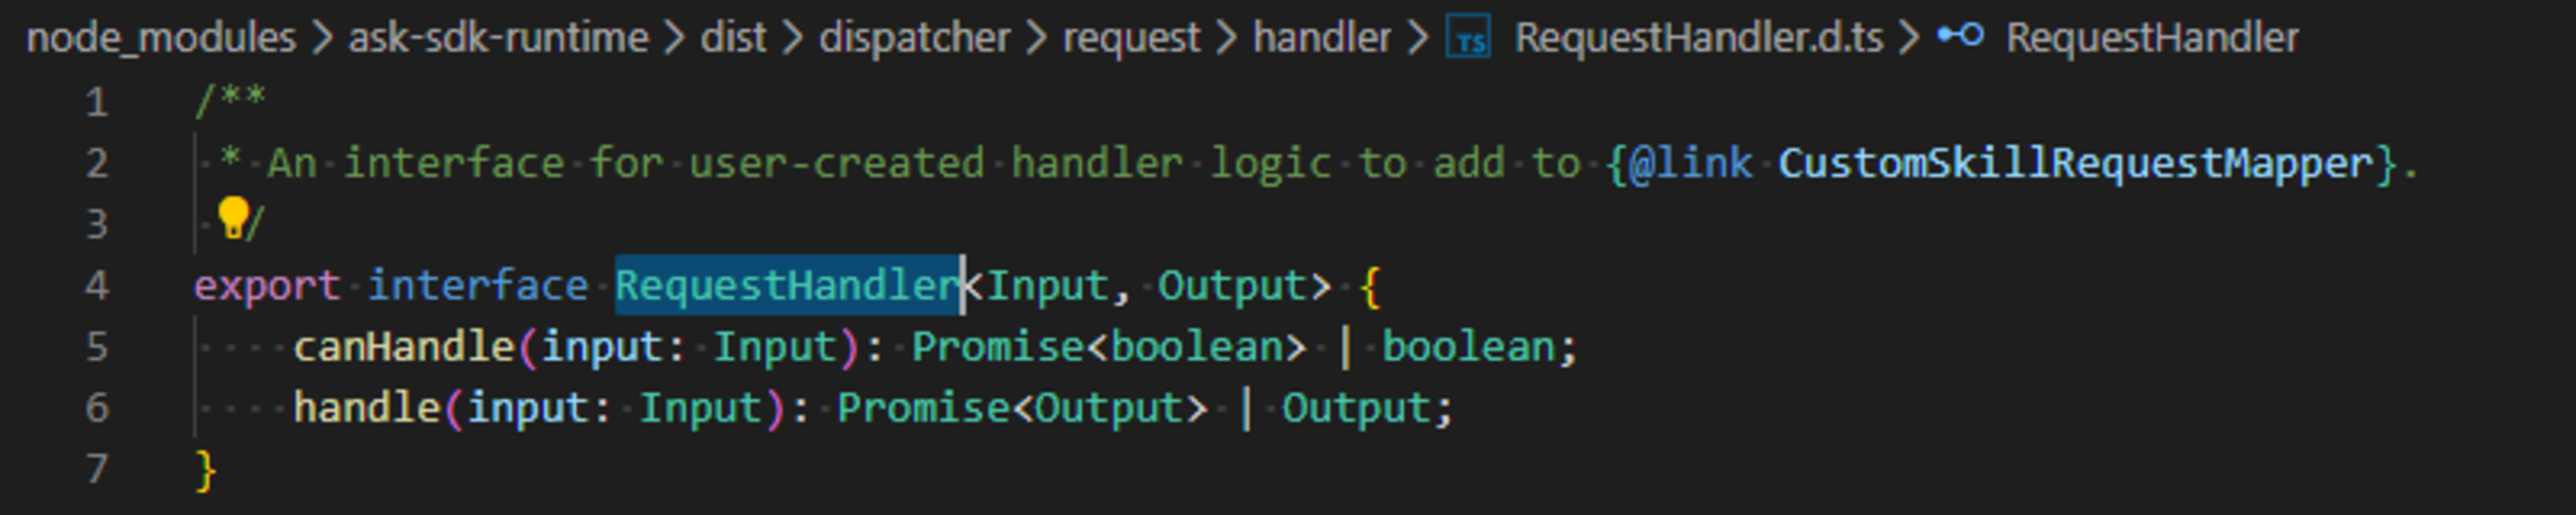 node_modules > ask-sdk-runtime > dist > dispatcher > request > handler > TS RequestHandler.d.ts > RequestHandler
1 /**
2  * An interface for user-created handler logic to add to {@link CustomSkillRequestMapper}.
3  /
4 export interface RequestHandler<Input, Output> {
5     canHandle(input: Input): Promise<boolean> | boolean;
6     handle(input: Input): Promise<Output> | Output;
7 }